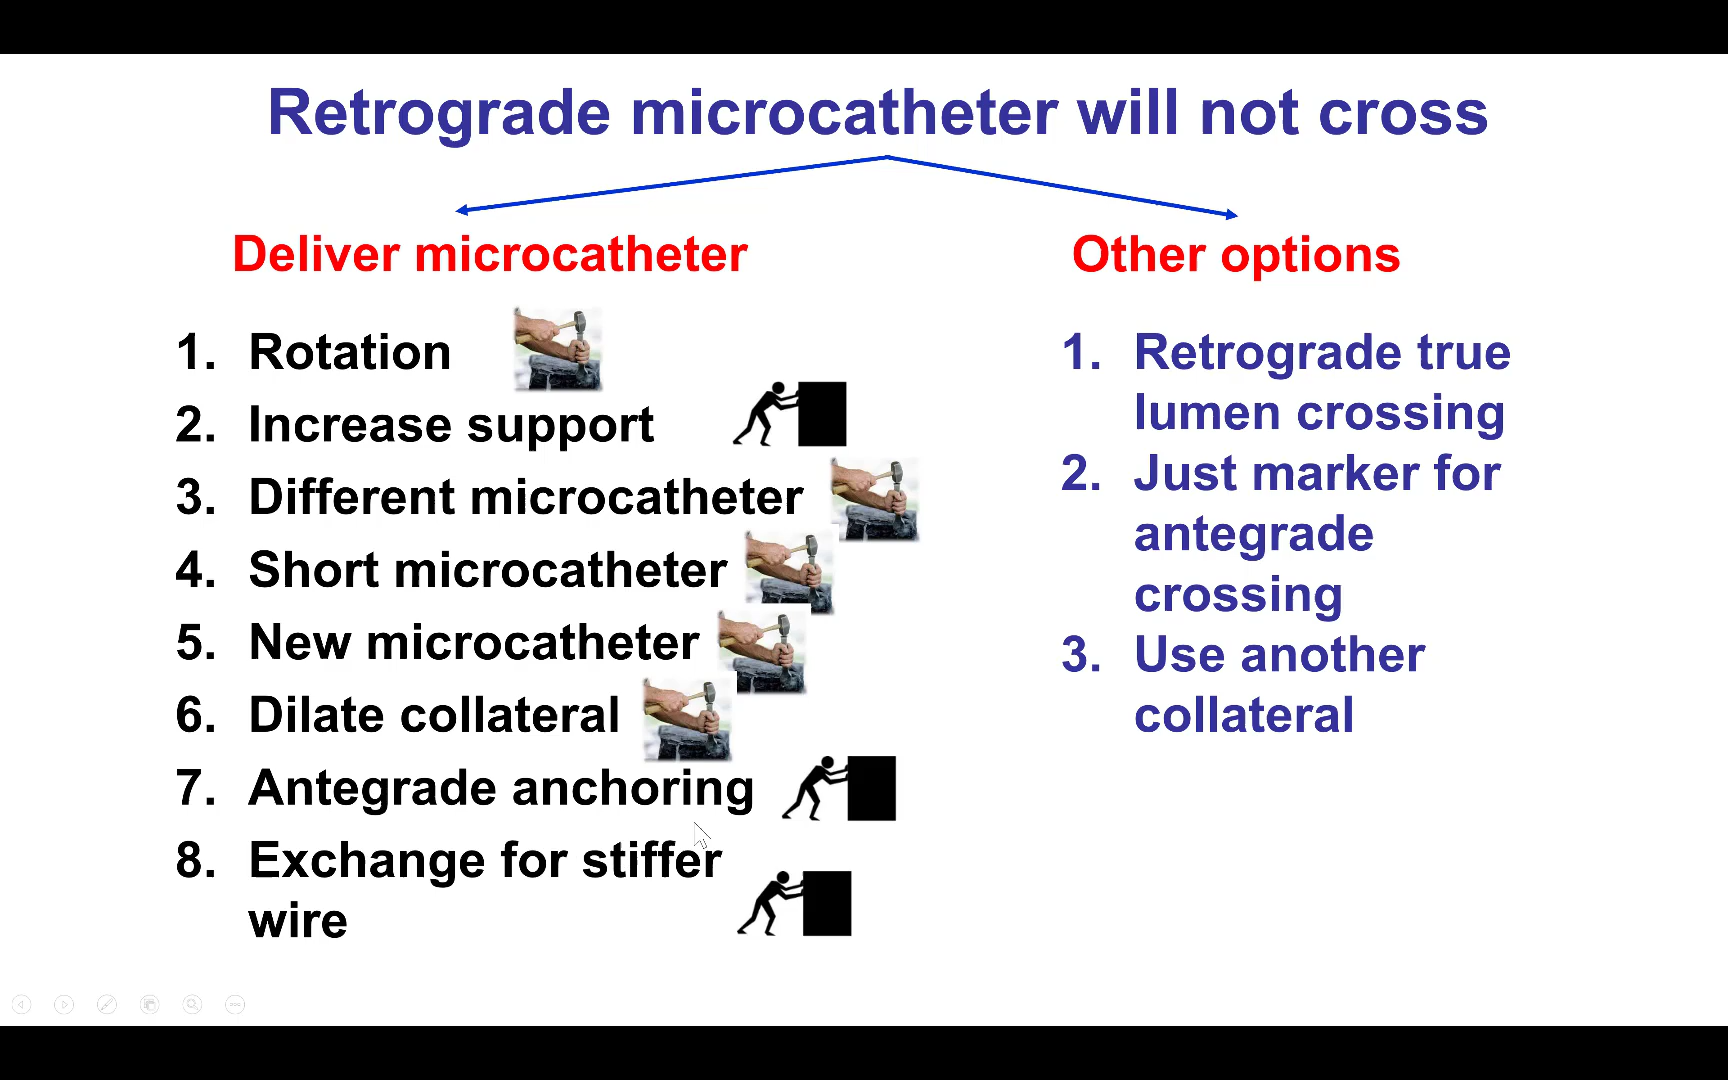 Retrograde microcatheter will not cross
Deliver microcatheter
1. Rotation
2. Increase support
3. Different microcatheter
4. Short microcatheter
5. New microcatheter
6. Dilate collateral
7. Antegrade anchoring
8. Exchange for stiffer
wire
Other options
1. Retrograde true
lumen crossing
2. Just marker for
antegrade
crossing
3. Use another
collateral